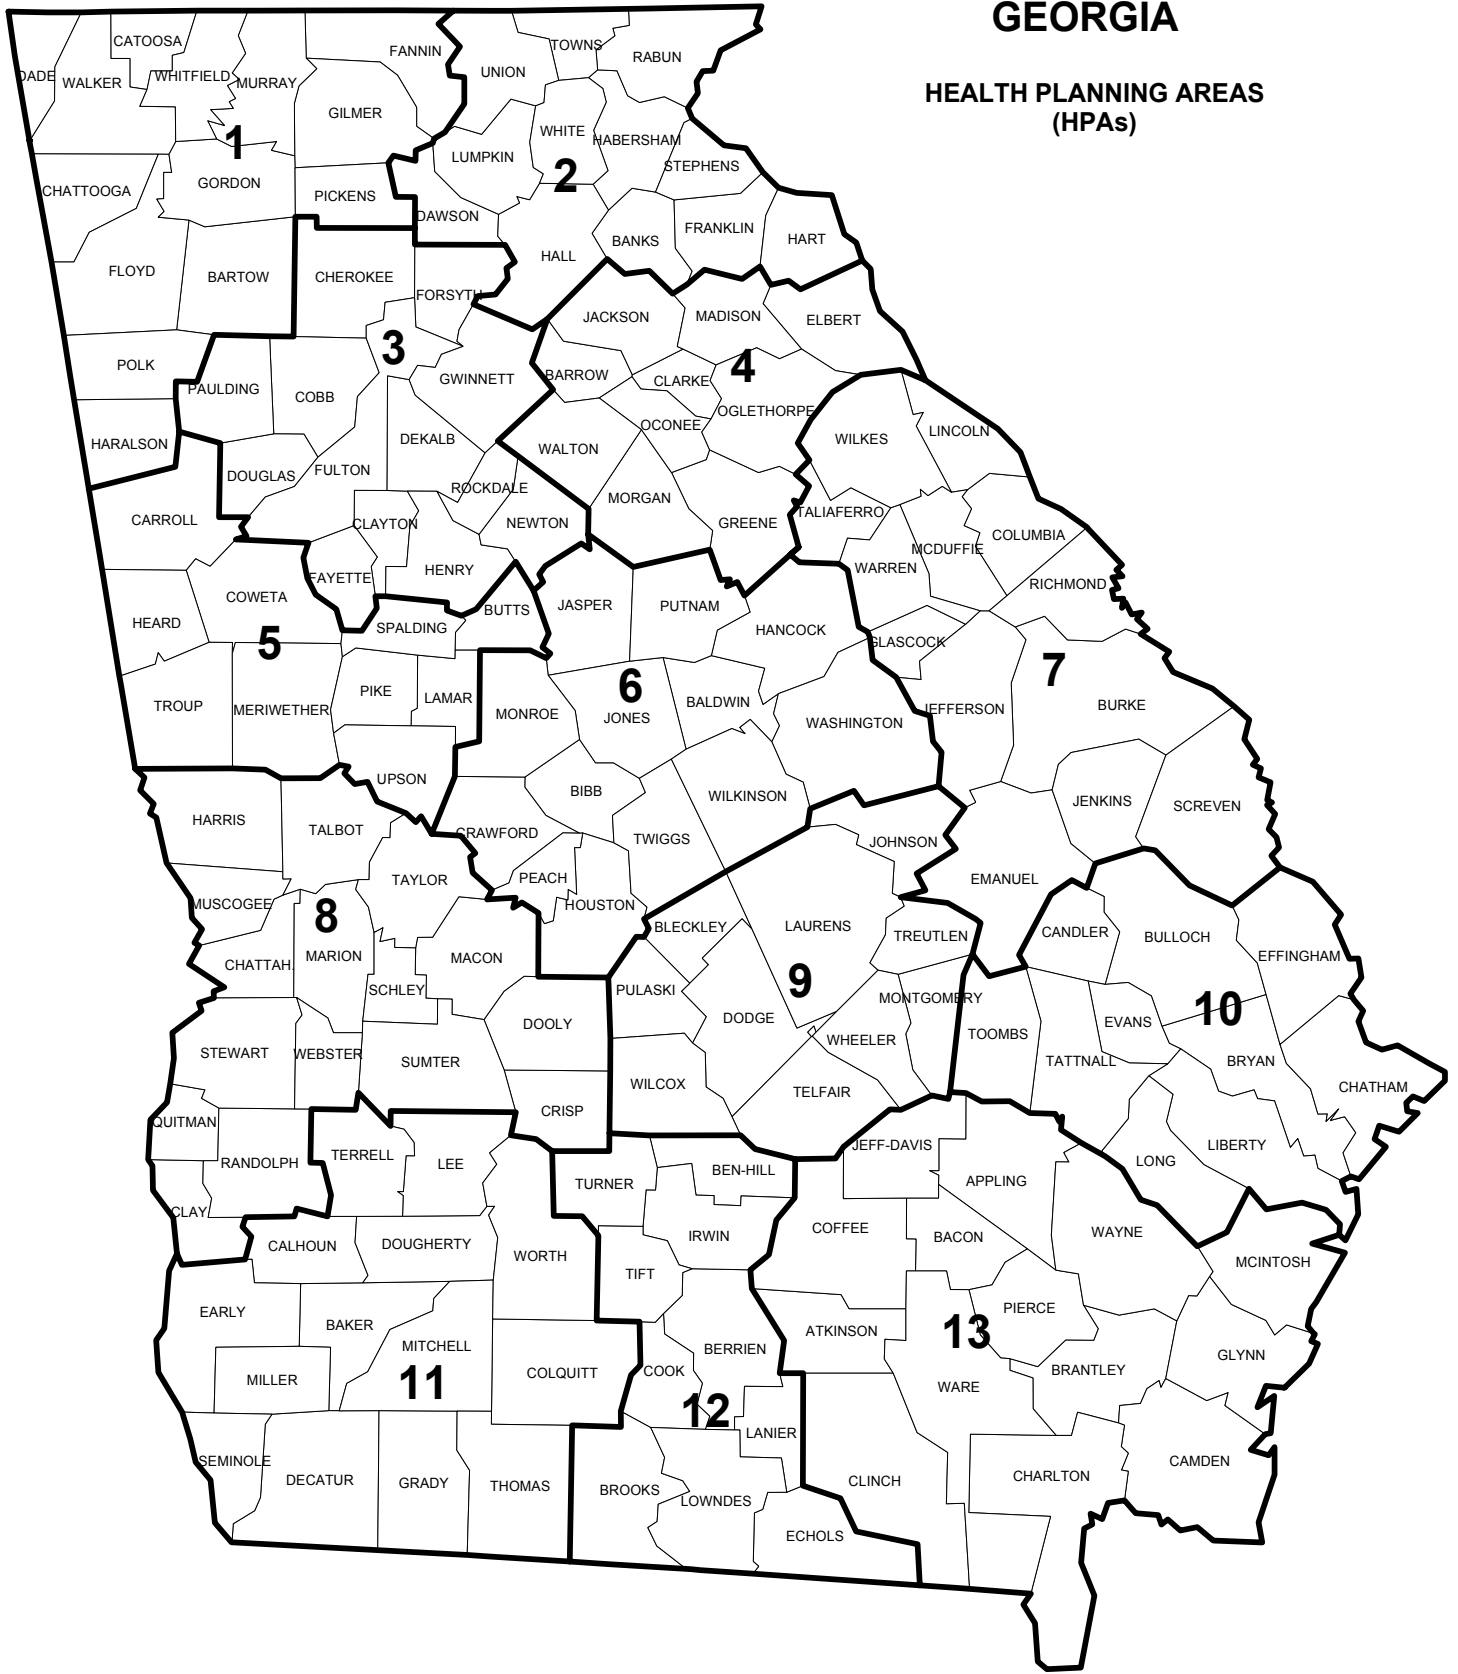 GEORGIA
HEALTH PLANNING AREAS
(HPAs)
CATOOSA
FANNIN
TOWNS
RABUN
DADE
WALKER
WHITFIELD
MURRAY
UNION
GILMER
WHITE
HABERSHAM
1
LUMPKIN
2
STEPHENS
CHATTOOGA
GORDON
PICKENS
DAWSON
BANKS
FRANKLIN
HART
HALL
FLOYD
BARTOW
CHEROKEE
FORSYTH
JACKSON
MADISON
ELBERT
3
4
POLK
PAULDING
COBB
GWINNETT
BARROW
CLARKE
OGLETHORPE
HARALSON
DEKALB
OCONEE
WILKES
LINCOLN
DOUGLAS
FULTON
WALTON
ROCKDALE
MORGAN
CARROLL
CLAYTON
NEWTON
GREENE
TALIAFERRO
COLUMBIA
MCDUFFIE
FAYETTE
HENRY
WARREN
RICHMOND
COWETA
HEARD
BUTTS
JASPER
PUTNAM
5
SPALDING
HANCOCK
GLASCOCK
7
TROUP
MERIWETHER
PIKE
LAMAR
MONROE
6
JONES
BALDWIN
WASHINGTON
JEFFERSON
BURKE
UPSON
BIBB
WILKINSON
JENKINS
SCREVEN
HARRIS
TALBOT
CRAWFORD
TWIGGS
JOHNSON
TAYLOR
PEACH
EMANUEL
MUSCOGEE
8
HOUSTON
BLECKLEY
LAURENS
TREUTLEN
CANDLER
BULLOCH
CHATTAH.
MARION
MACON
EFFINGHAM
SCHLEY
PULASKI
9
MONTGOMERY
10
DOOLY
DODGE
WHEELER
TOOMBS
EVANS
STEWART
WEBSTER
SUMTER
TATTNALL
BRYAN
WILCOX
TELFAIR
CHATHAM
CRISP
QUITMAN
RANDOLPH
TERRELL
LEE
JEFF-DAVIS
LIBERTY
TURNER
BEN-HILL
LONG
CLAY
APPLING
CALHOUN
DOUGHERTY
WORTH
IRWIN
COFFEE
BACON
WAYNE
TIFT
MCINTOSH
EARLY
BAKER
MITCHELL
BERRIEN
ATKINSON
13
PIERCE
MILLER
11
COLQUITT
COOK
12
WARE
BRANTLEY
GLYNN
LANIER
SEMINOLE
DECATUR
GRADY
THOMAS
BROOKS
LOWNDES
CLINCH
CHARLTON
CAMDEN
ECHOLS